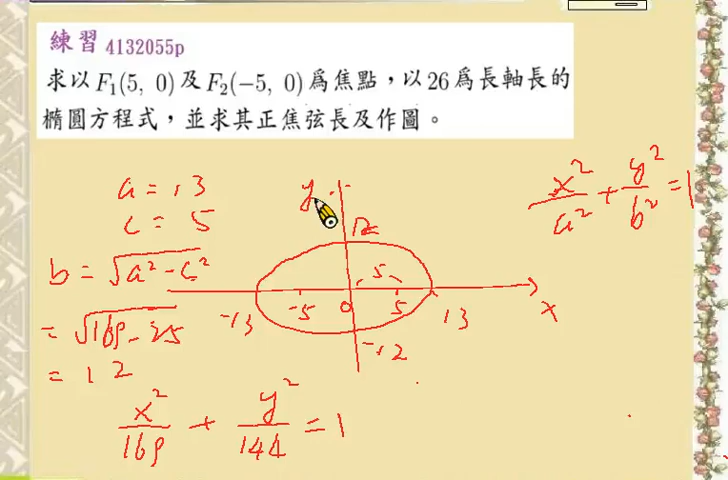 練習 4132055p
求以 F₁(5, 0) 及 F₂(−5, 0) 爲焦點，以 26 爲長軸長的
橢圓方程式，並求其正焦弦長及作圖。
x²/a² + y²/b² = 1
a = 13
c = 5
b = √(a² − c²)
= √(169 − 25)
= 12
y
12
5
-13
-5
0
5
13
x
-12
x²/169 + y²/144 = 1